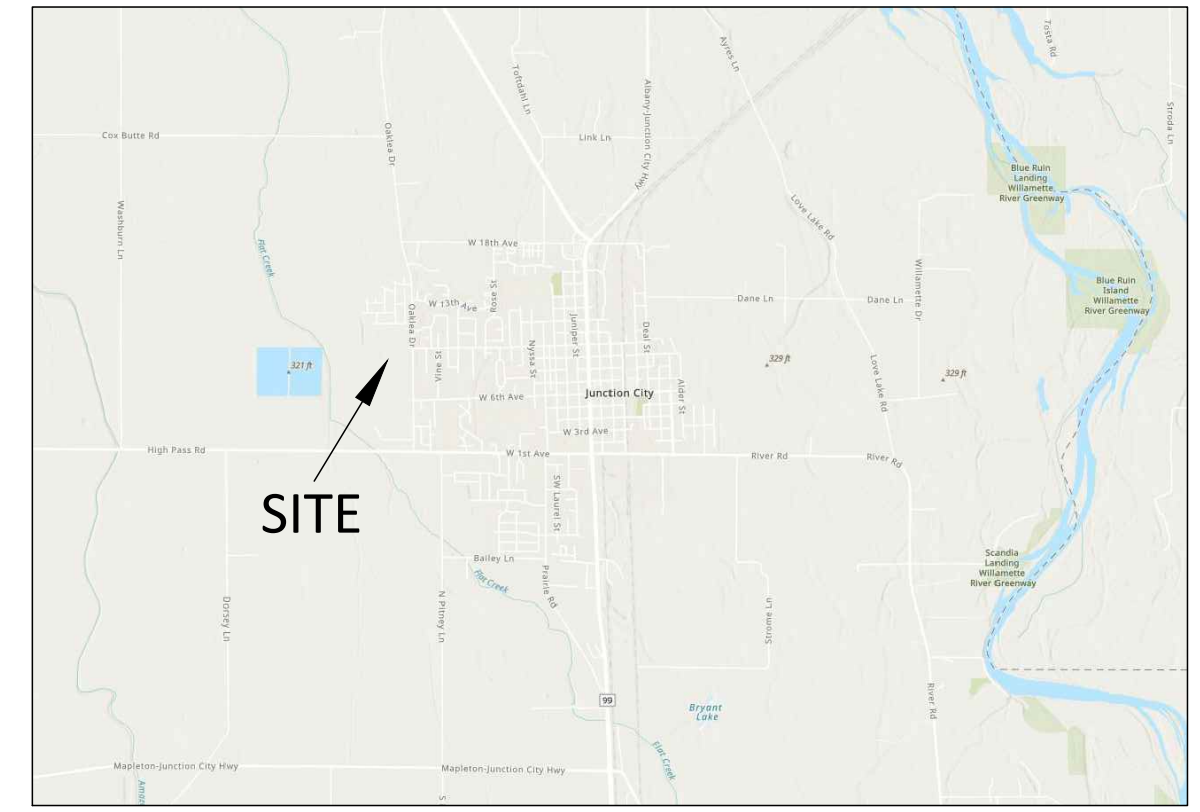 Tosta Rd
Ayres Ln
Toftdahl Ln
Albany-Junction City Hwy
Stroda Ln
Cox Butte Rd
Oaklea Dr
Link Ln
Blue Ruin
Landing
Willamette
River Greenway
Washburn Ln
Love Lake Rd
Flat Creek
W 18th Ave
Willamette Dr
Blue Ruin
Island
Willamette
River Greenway
Rose St
W 13th Ave
Oaklea Dr
Dane Ln
Dane Ln
Juniper St
Deal St
Nyssa St
Vine St
321 ft
329 ft
329 ft
Love Lake Rd
Alder St
Junction City
W 6th Ave
W 3rd Ave
High Pass Rd
W 1st Ave
River Rd
River Rd
SITE
SW Laurel St
Bailey Ln
Flat Creek
Prairie Rd
Scandia
Landing
Willamette
River Greenway
Dorsey Ln
N Pitney Ln
Strome Ln
River Rd
99
Bryant
Lake
Flat Creek
Mapleton-Junction City Hwy
Mapleton-Junction City Hwy
Amaz
S